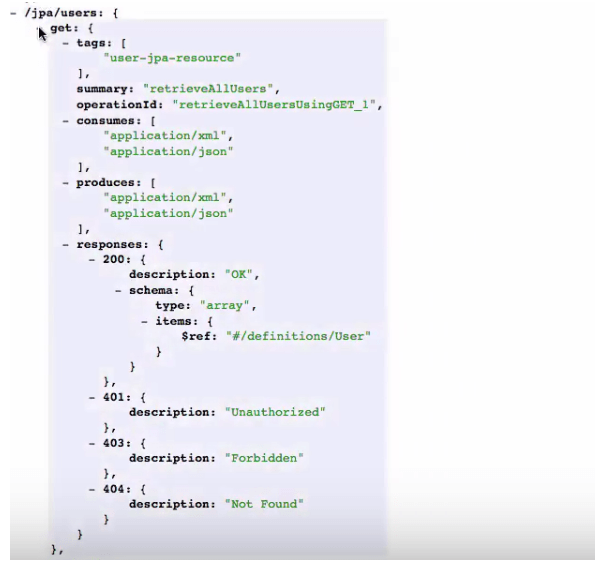 - /jpa/users: {
get: {
- tags: [
"user-jpa-resource"
],
summary: "retrieveAllUsers",
operationId: "retrieveAllUsersUsingGET_1",
- consumes: [
"application/xml",
"application/json"
],
- produces: [
"application/xml",
"application/json"
],
- responses: {
- 200: {
description: "OK",
- schema: {
type: "array",
- items: {
$ref: "#/definitions/User"
}
}
},
- 401: {
description: "Unauthorized"
},
- 403: {
description: "Forbidden"
},
- 404: {
description: "Not Found"
}
}
},